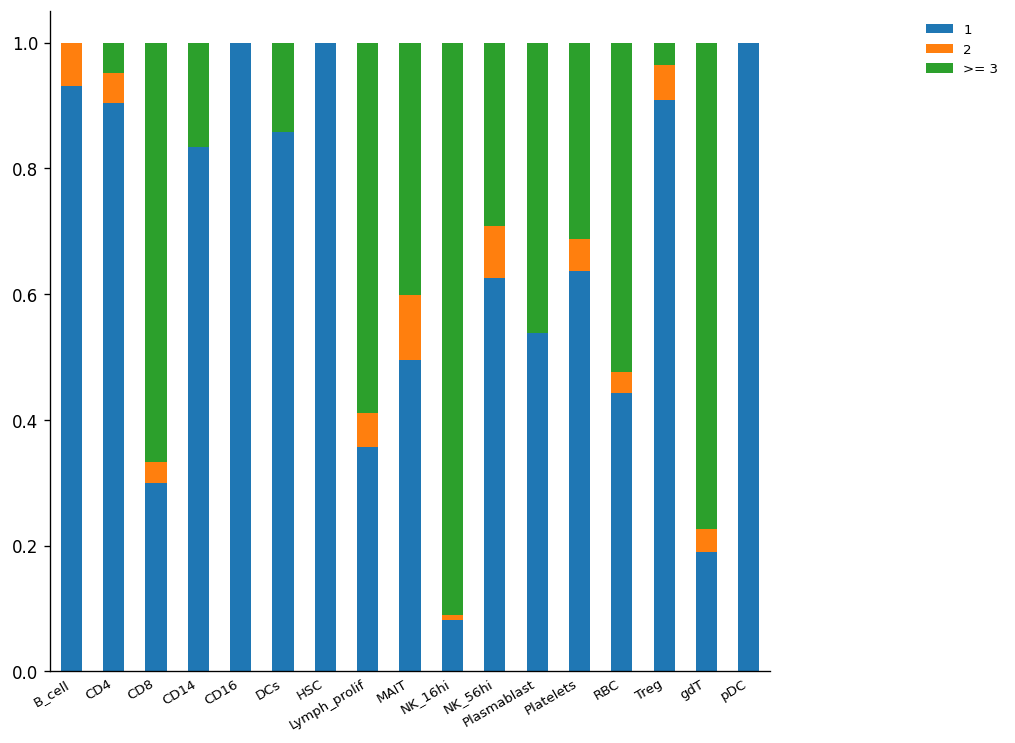 1.0
0.8
0.6
0.4
0.2
0.0
B_cell
CD4
CD8
CD14
CD16
DCs
HSC
Lymph_prolif
MAIT
NK_16hi
NK_56hi
Plasmablast
Platelets
RBC
Treg
gdT
pDC
1
2
>= 3